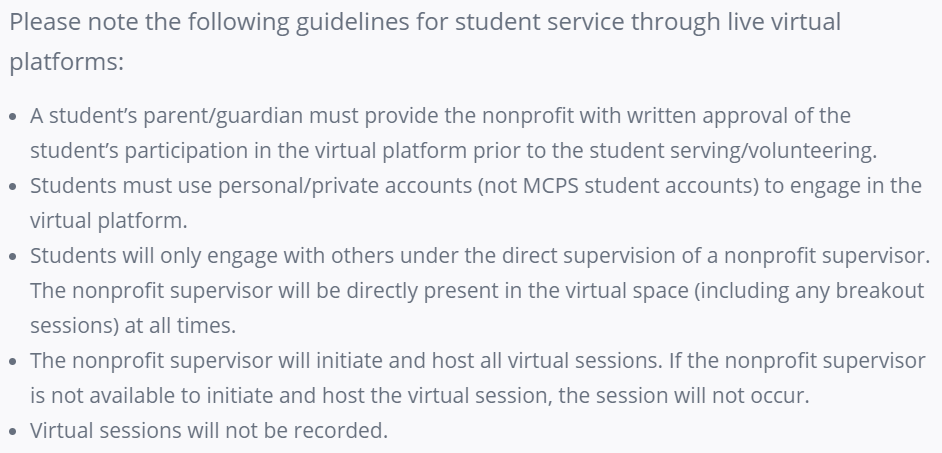 Please note the following guidelines for student service through live virtual
platforms:
• A student’s parent/guardian must provide the nonprofit with written approval of the
student’s participation in the virtual platform prior to the student serving/volunteering.
• Students must use personal/private accounts (not MCPS student accounts) to engage in the
virtual platform.
• Students will only engage with others under the direct supervision of a nonprofit supervisor.
The nonprofit supervisor will be directly present in the virtual space (including any breakout
sessions) at all times.
• The nonprofit supervisor will initiate and host all virtual sessions. If the nonprofit supervisor
is not available to initiate and host the virtual session, the session will not occur.
• Virtual sessions will not be recorded.